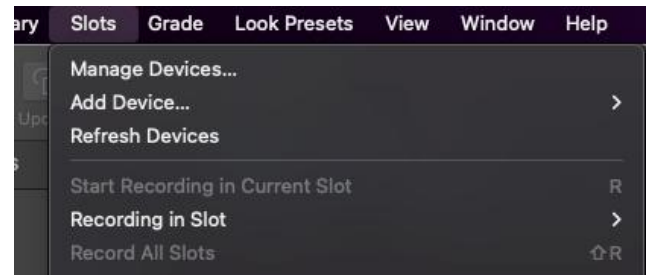 ary Slots Grade Look Presets View Window Help
Manage Devices...
Add Device... >
Upd
Refresh Devices
s
Start Recording in Current Slot R
Recording in Slot >
Record All Slots ⇧R